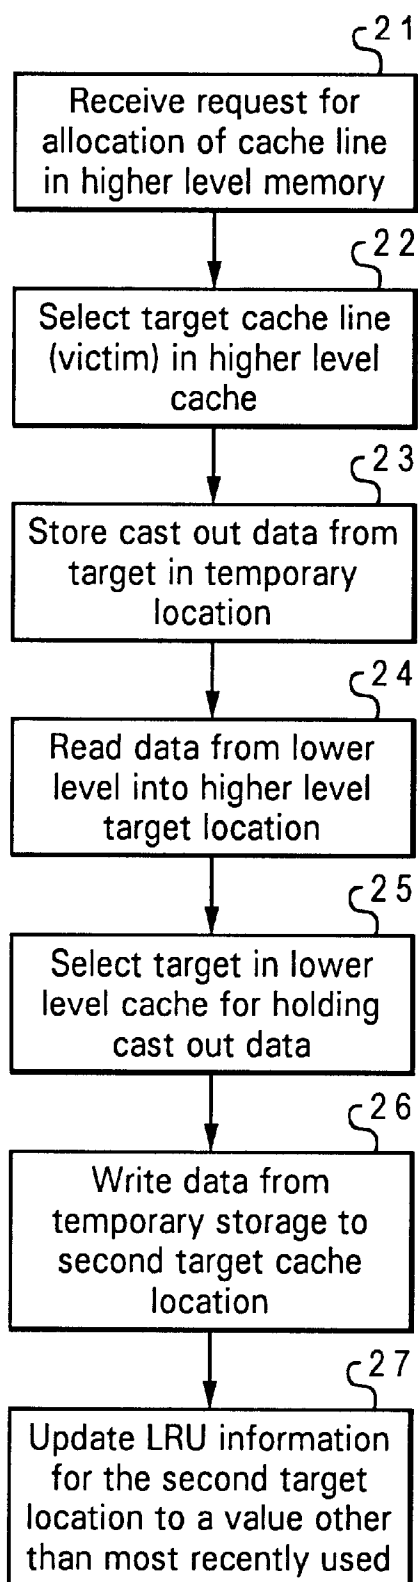 21
Receive request for
allocation of cache line
in higher level memory
22
Select target cache line
(victim) in higher level
cache
23
Store cast out data from
target in temporary
location
24
Read data from lower
level into higher level
target location
25
Select target in lower
level cache for holding
cast out data
26
Write data from
temporary storage to
second target cache
location
27
Update LRU information
for the second target
location to a value other
than most recently used